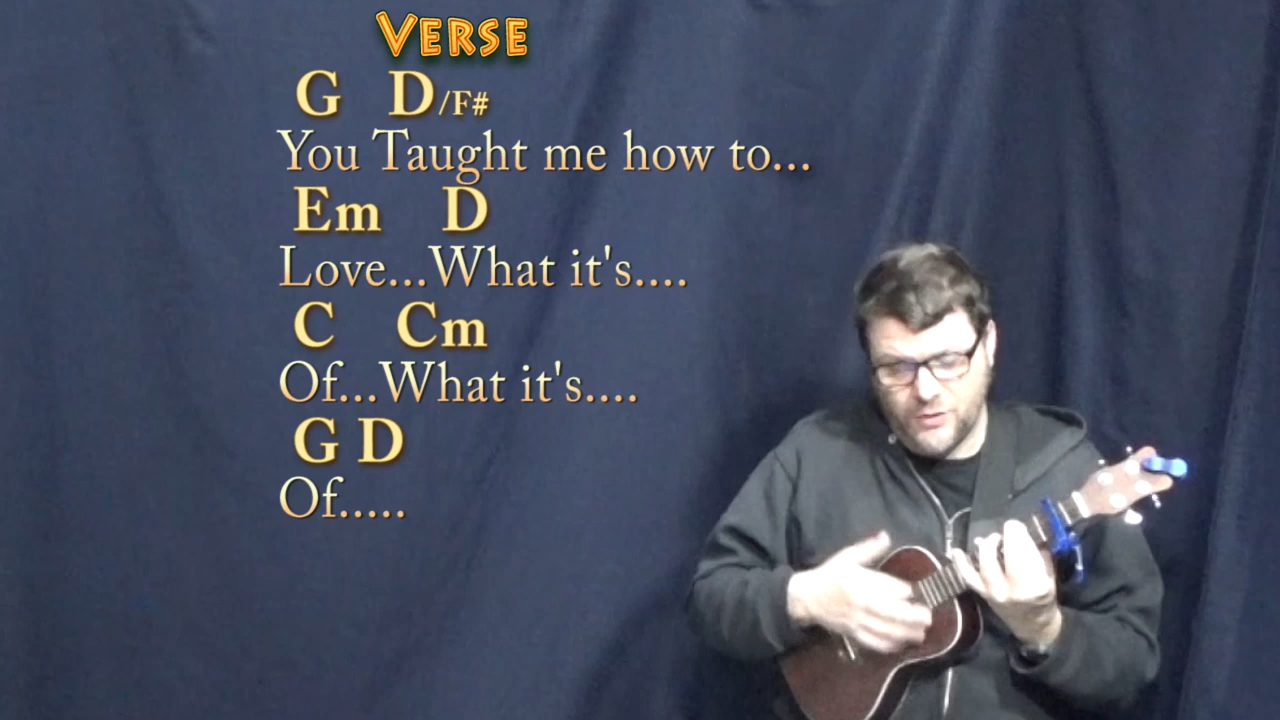 VERSE
G D/F#
You Taught me how to...
Em D
Love...What it's....
C Cm
Of...What it's....
G D
Of.....